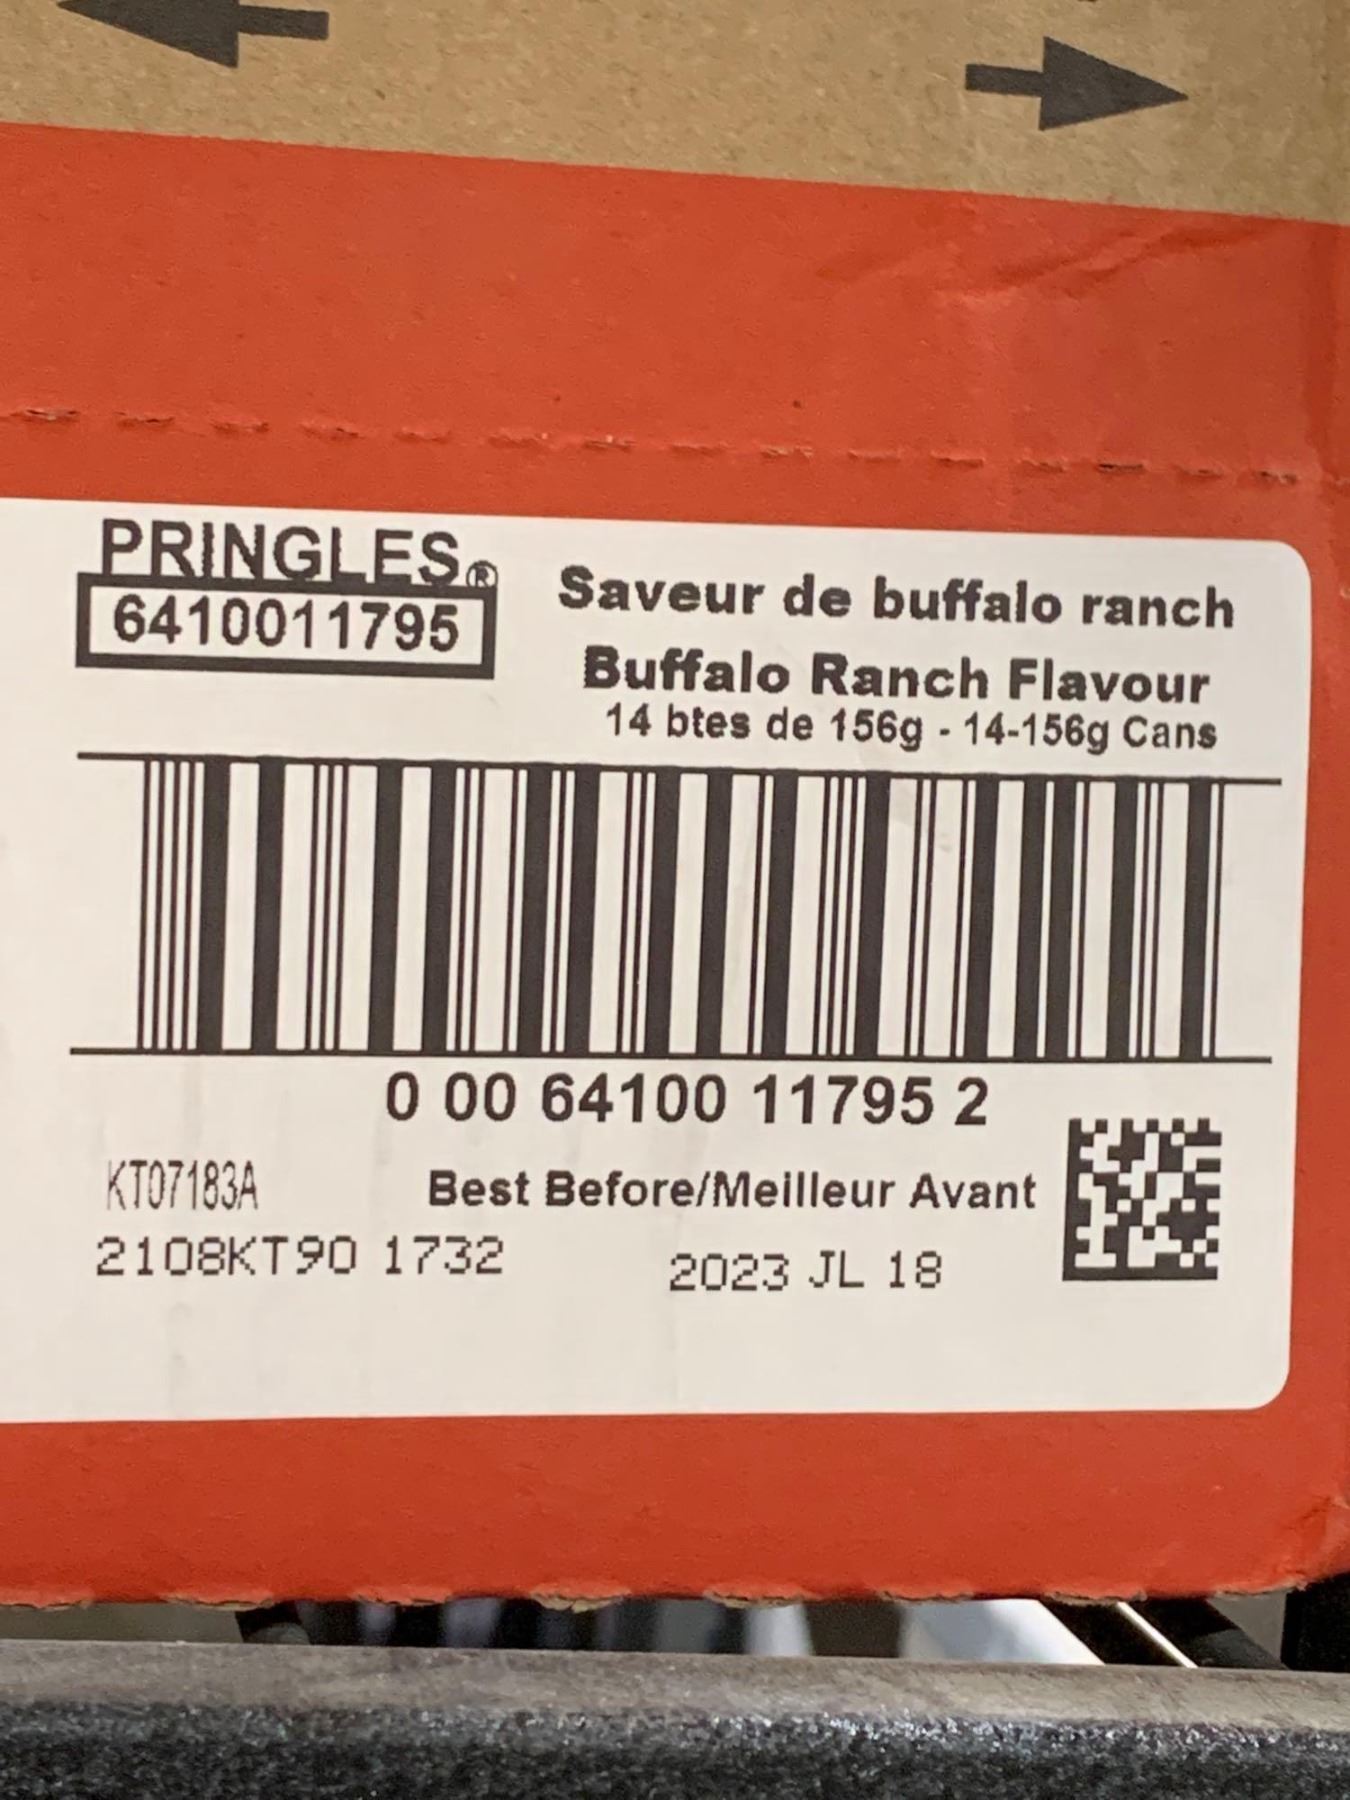 PRINGLES®
6410011795
Saveur de buffalo ranch
Buffalo Ranch Flavour
14 btes de 156g - 14-156g Cans
0 00 64100 11795 2
KT07183A
Best Before/Meilleur Avant
2108KT90 1732
2023 JL 18